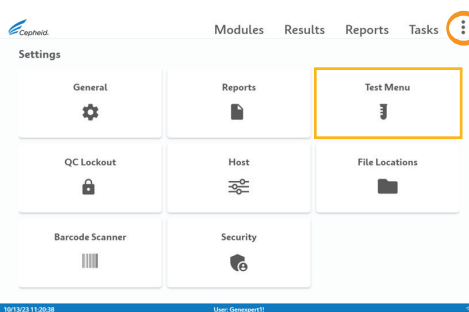 Cepheid. Modules Results Reports Tasks
Settings
General Reports Test Menu
QC Lockout Host File Locations
Barcode Scanner Security
10/13/23 11:20:38 User: Genexpert1!